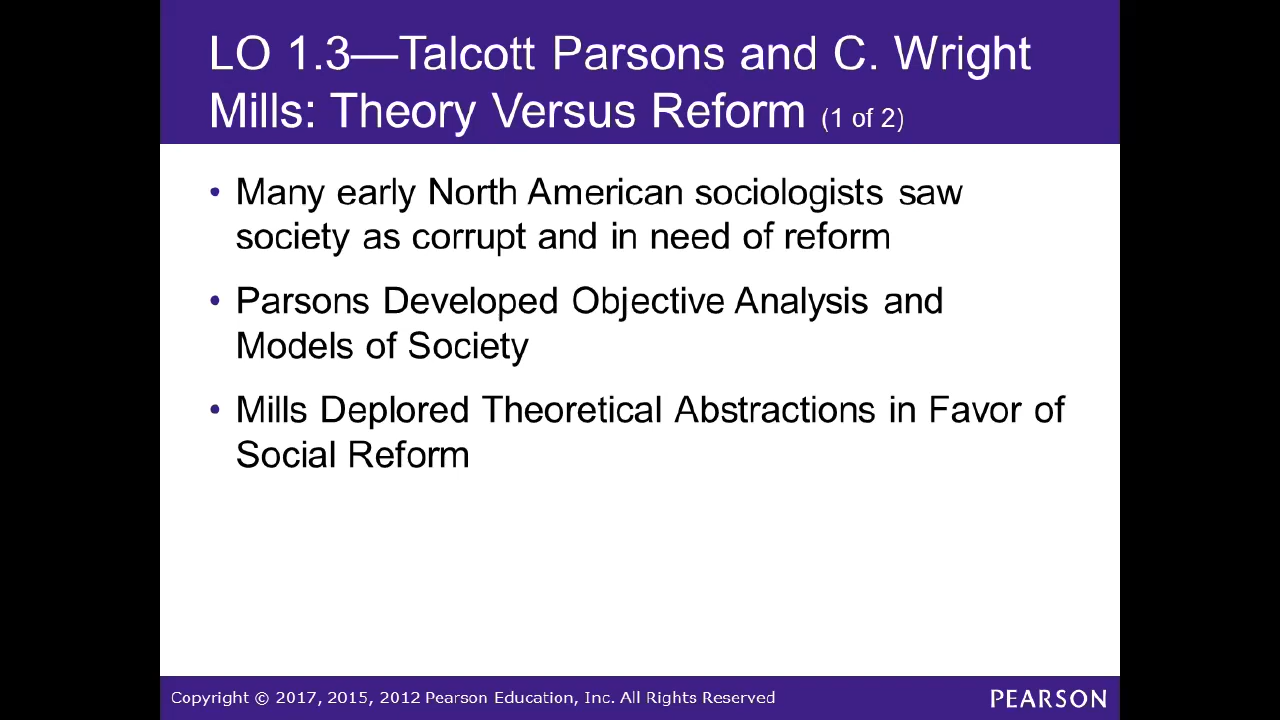 LO 1.3—Talcott Parsons and C. Wright
Mills: Theory Versus Reform (1 of 2)
• Many early North American sociologists saw
society as corrupt and in need of reform
• Parsons Developed Objective Analysis and
Models of Society
• Mills Deplored Theoretical Abstractions in Favor of
Social Reform
Copyright © 2017, 2015, 2012 Pearson Education, Inc. All Rights Reserved
PEARSON